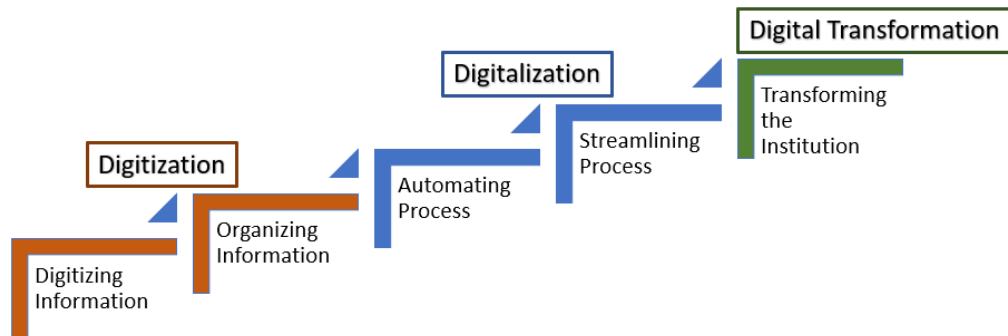 Digital Transformation
Digitalization
Transforming
the
Institution
Streamlining
Process
Digitization
Automating
Process
Organizing
Information
Digitizing
Information